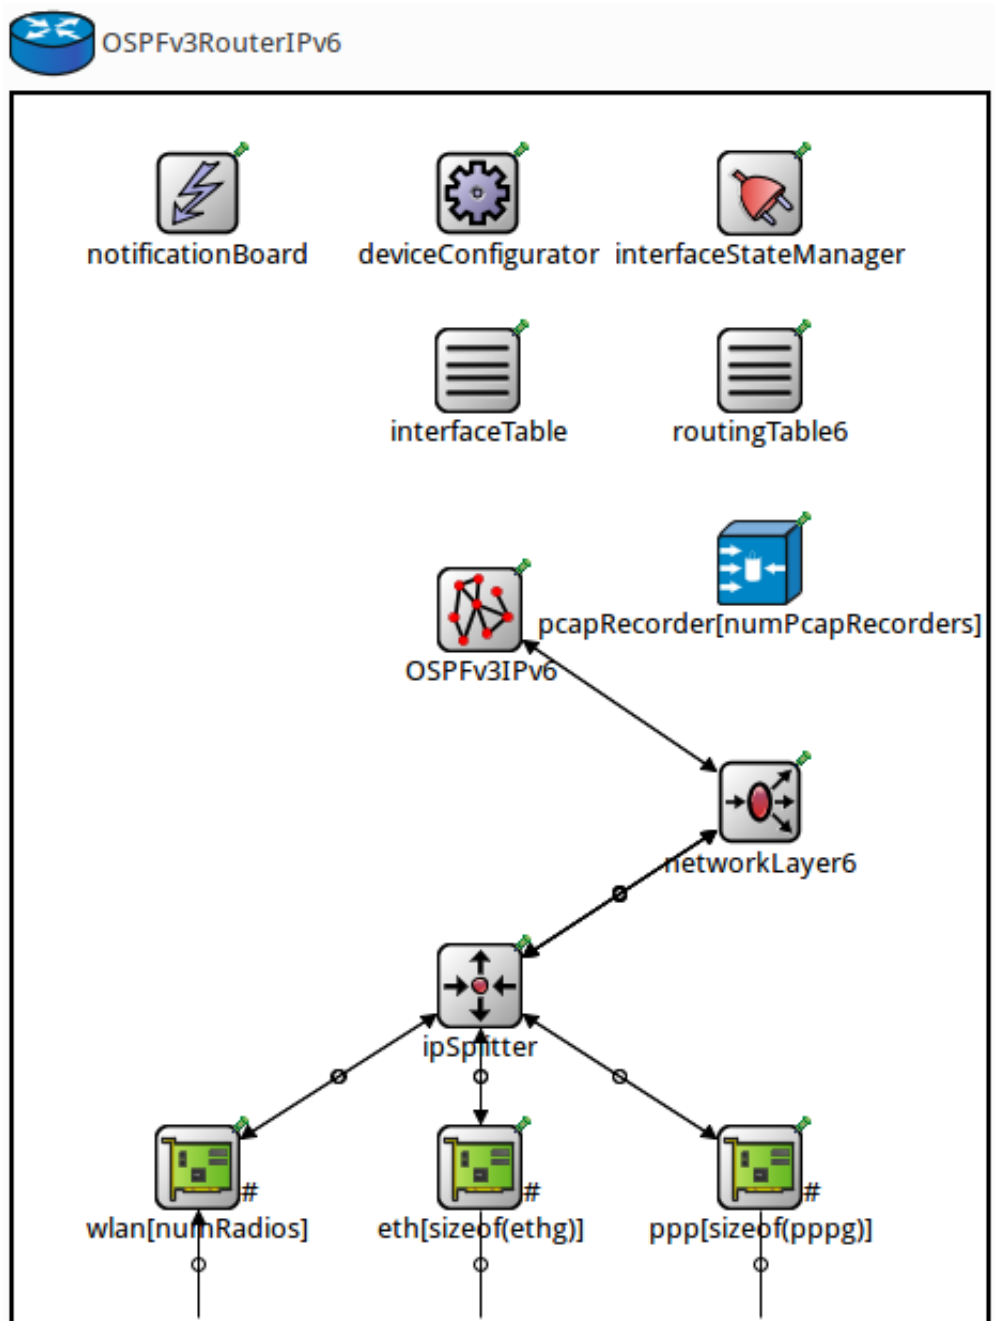 OSPFv3RouterIPv6
notificationBoard
deviceConfigurator
interfaceStateManager
interfaceTable
routingTable6
pcapRecorder[numPcapRecorders]
OSPFv3IPv6
networkLayer6
ipSplitter
#
#
#
wlan[numRadios]
eth[sizeof(ethg)]
ppp[sizeof(pppg)]